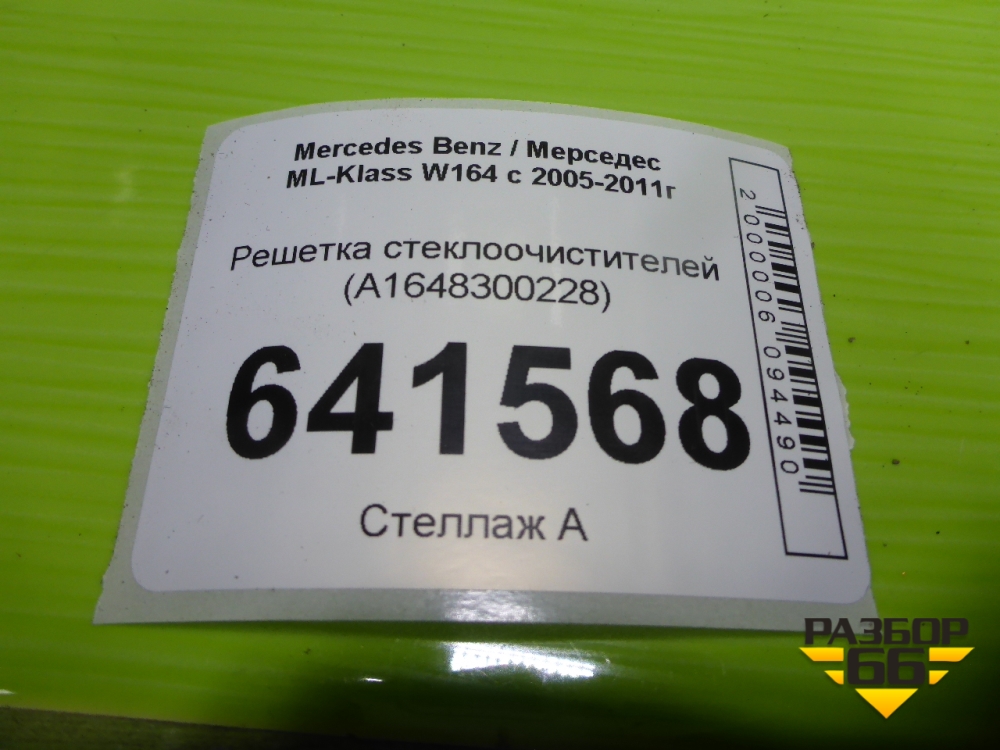 Mercedes Benz / Мерседес
ML-Klass W164 с 2005-2011г
Решетка стеклоочистителей
(A1648300228)
641568
Стеллаж А
2000006094490
РАЗБОР
66